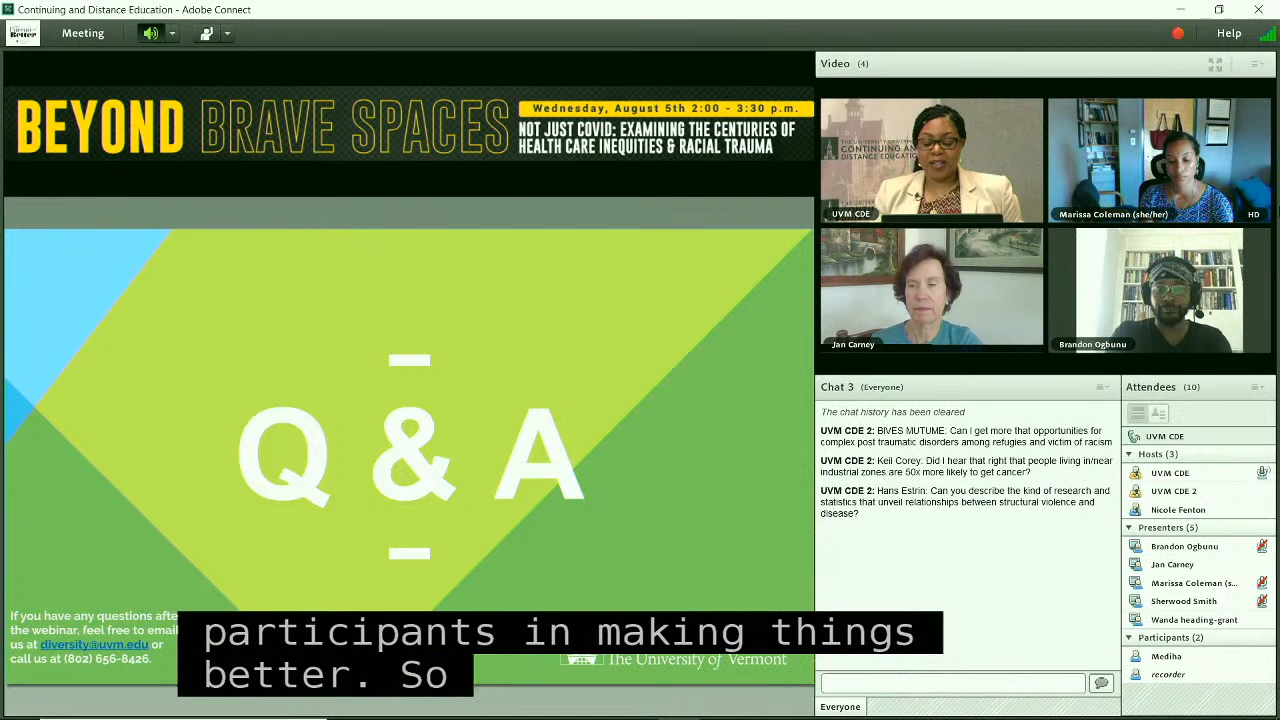 Continuing and Distance Education - Adobe Connect
Meeting
Help
BEYOND BRAVE SPACES
Wednesday, August 5th 2:00 - 3:30 p.m.
NOT JUST COVID: EXAMINING THE CENTURIES OF
HEALTH CARE INEQUITIES & RACIAL TRAUMA
Q & A
If you have any questions afte
the webinar, feel free to email
us at diversity@uvm.edu or
call us at (802) 656-8426.
The University of Vermont
participants in making things
better. So
Video (4)
CONTINUING AND
DISTANCE EDUCATION
UVM CDE
Marissa Coleman (she/her)
HD
Jan Carney
Brandon Ogbunu
Chat 3 (Everyone)
The chat history has been cleared
UVM CDE 2: BIVES MUTUME: Can I get more that opportunities for
complex post traumatic disorders among refugies and victim of racism
UVM CDE 2: Keil Corey: Did I hear that right that people living in/near
industrial zones are 50x more likely to get cancer?
UVM CDE 2: Hans Estrin: Can you describe the kind of research and
statistics that unveil relationships between structural violence and
disease?
Everyone
Attendees (10)
UVM CDE
Hosts (3)
UVM CDE
UVM CDE 2
Nicole Fenton
Presenters (5)
Brandon Ogbunu
Jan Carney
Marissa Coleman (s...
Sherwood Smith
Wanda heading-grant
Participants (2)
Mediha
recorder